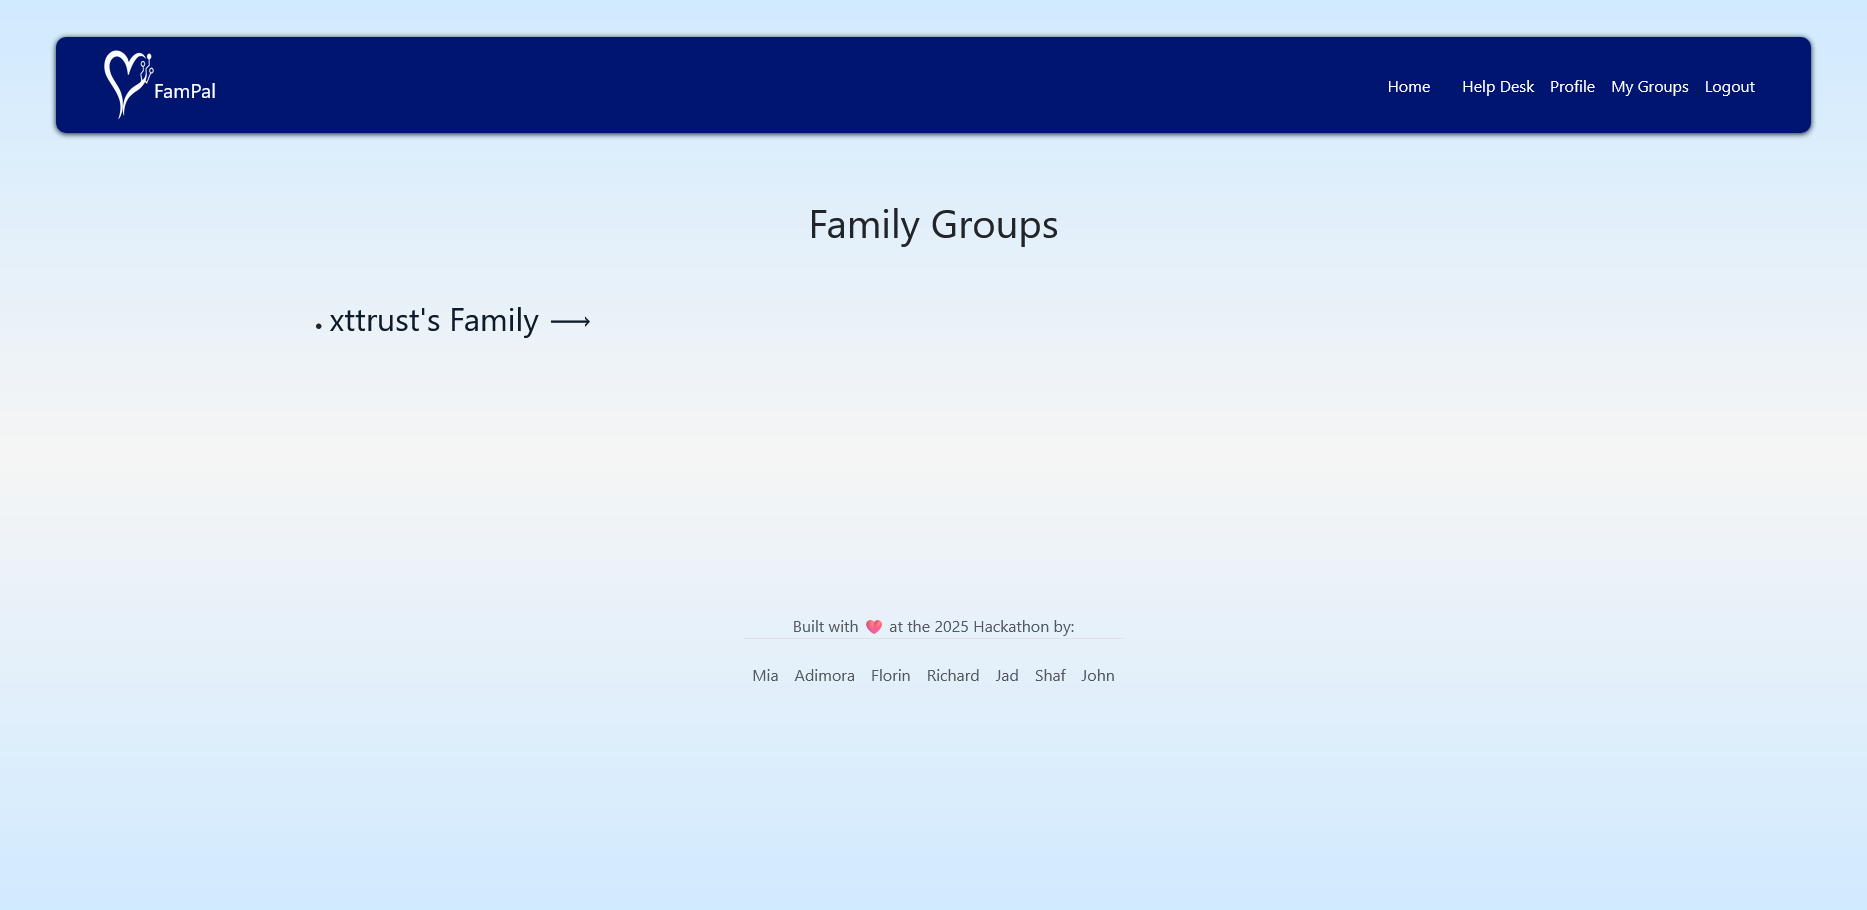 FamPal
Home Help Desk Profile My Groups Logout
Family Groups
• xttrust's Family ⟶
Built with 💗 at the 2025 Hackathon by:
Mia Adimora Florin Richard Jad Shaf John